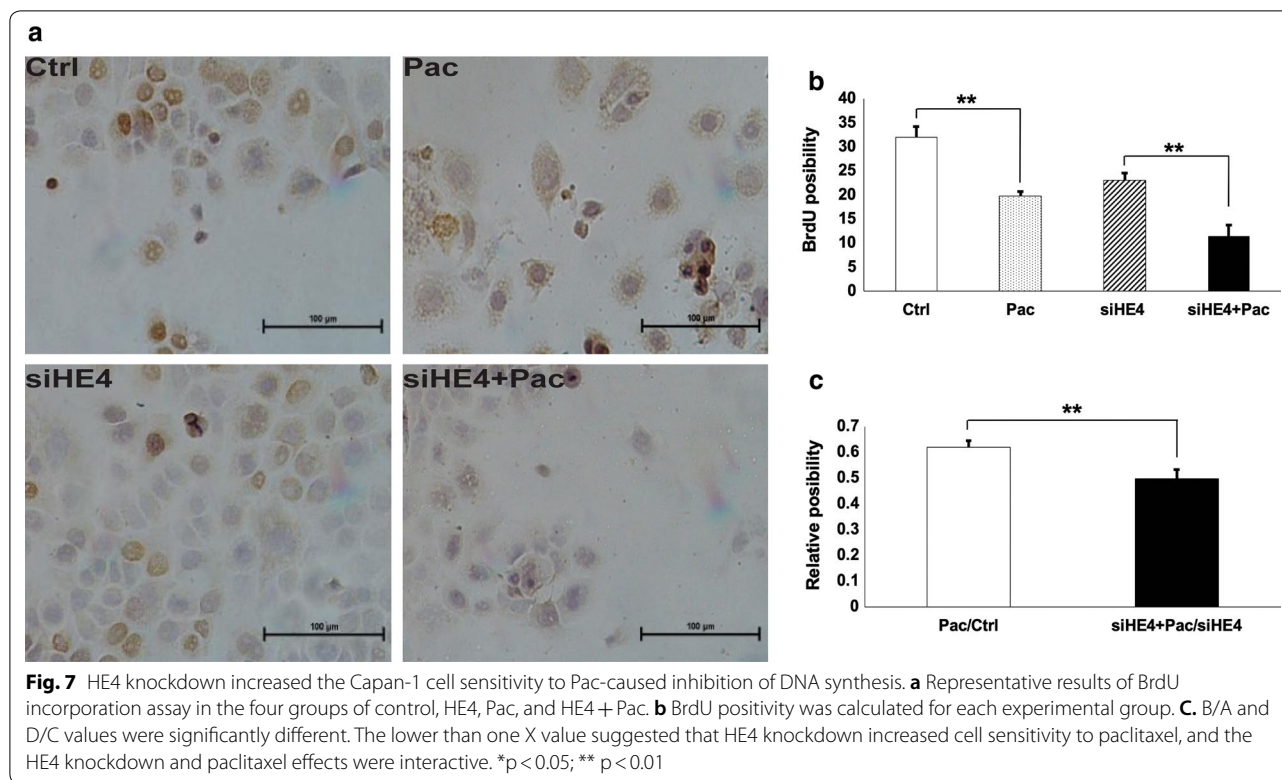 a
Ctrl
Pac
100 µm
100 µm
siHE4
siHE4+Pac
100 µm
100 µm
b
BrdU posibility
40
35
30
25
20
15
10
5
0
**
**
Ctrl
Pac
siHE4
siHE4+Pac
c
Relative posibility
0.7
0.6
0.5
0.4
0.3
0.2
0.1
0
**
Pac/Ctrl
siHE4+Pac/siHE4
Fig. 7 HE4 knockdown increased the Capan-1 cell sensitivity to Pac-caused inhibition of DNA synthesis. a Representative results of BrdU
incorporation assay in the four groups of control, HE4, Pac, and HE4 + Pac. b BrdU positivity was calculated for each experimental group. C. B/A and
D/C values were significantly different. The lower than one X value suggested that HE4 knockdown increased cell sensitivity to paclitaxel, and the
HE4 knockdown and paclitaxel effects were interactive. *p < 0.05; ** p < 0.01